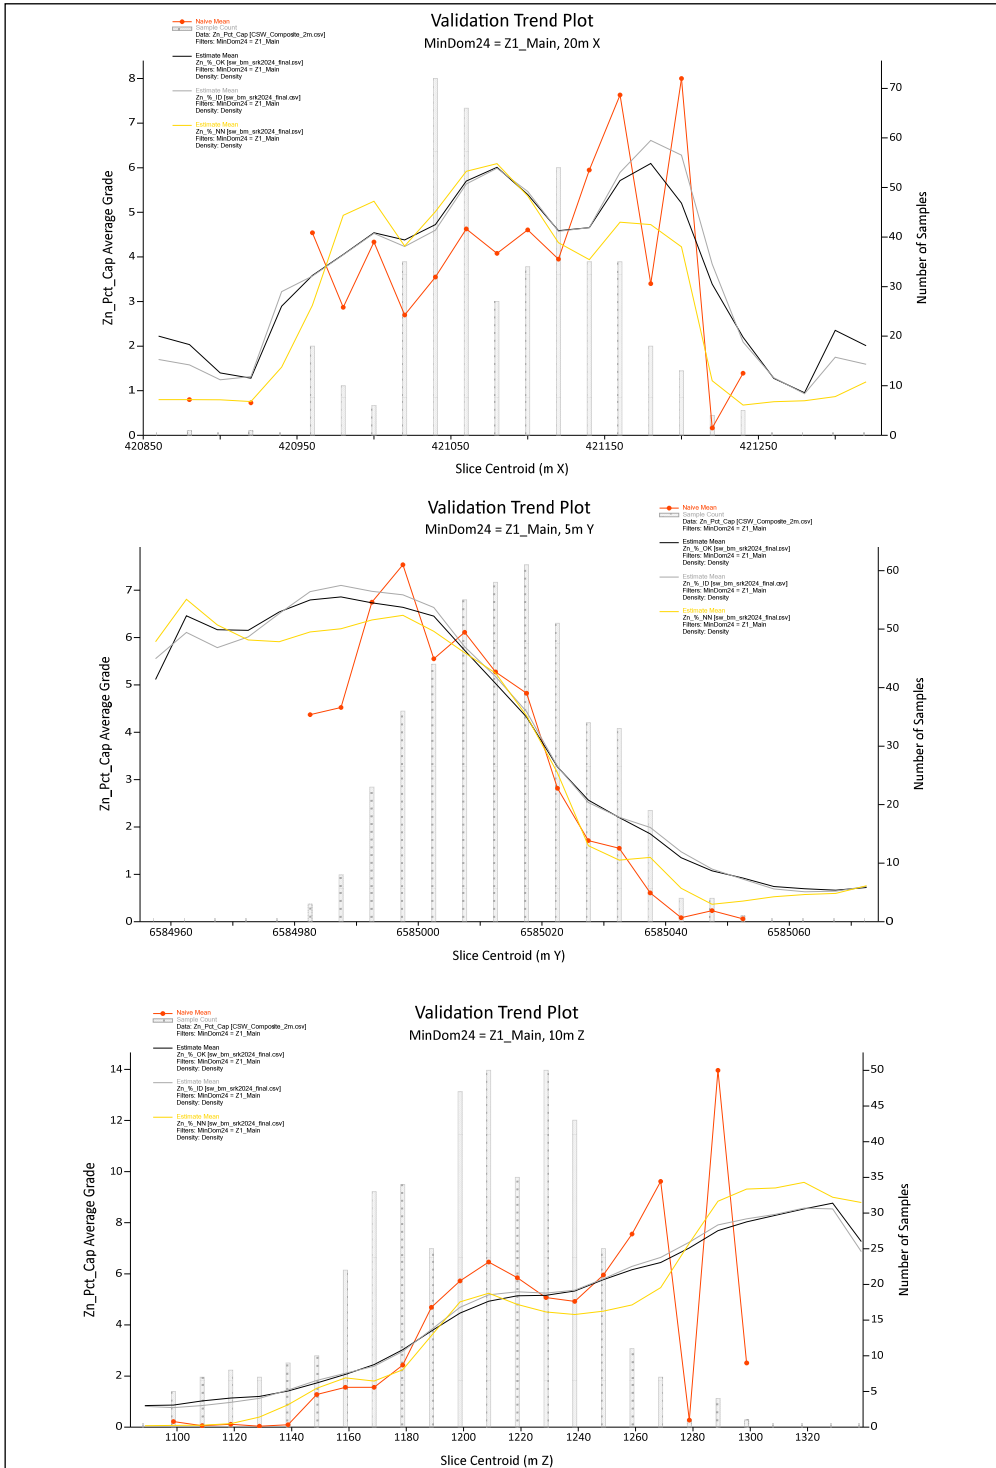 Validation Trend Plot
MinDom24 = Z1_Main, 20m X
Naive Mean
Sample Count
Data: Zn_Pct_Cap [CSW_Composite_2m.csv]
Filters: MinDom24 = Z1_Main
Estimate Mean
Zn_%_OK [sw_bm_srk2024_final.csv]
Filters: MinDom24 = Z1_Main
Density: Density
Estimate Mean
Zn_%_ID [sw_bm_srk2024_final.csv]
Filters: MinDom24 = Z1_Main
Density: Density
Estimate Mean
Zn_%_NN [sw_bm_srk2024_final.csv]
Filters: MinDom24 = Z1_Main
Density: Density
Zn_Pct_Cap Average Grade
8
7
6
5
4
3
2
1
0
Number of Samples
70
60
50
40
30
20
10
0
420850 420950 421050 421150 421250
Slice Centroid (m X)
Validation Trend Plot
MinDom24 = Z1_Main, 5m Y
Naive Mean
Sample Count
Data: Zn_Pct_Cap [CSW_Composite_2m.csv]
Filters: MinDom24 = Z1_Main
Estimate Mean
Zn_%_OK [sw_bm_srk2024_final.csv]
Filters: MinDom24 = Z1_Main
Density: Density
Estimate Mean
Zn_%_ID [sw_bm_srk2024_final.csv]
Filters: MinDom24 = Z1_Main
Density: Density
Estimate Mean
Zn_%_NN [sw_bm_srk2024_final.csv]
Filters: MinDom24 = Z1_Main
Density: Density
Zn_Pct_Cap Average Grade
7
6
5
4
3
2
1
0
Number of Samples
60
50
40
30
20
10
0
6584960 6584980 6585000 6585020 6585040 6585060
Slice Centroid (m Y)
Validation Trend Plot
MinDom24 = Z1_Main, 10m Z
Naive Mean
Sample Count
Data: Zn_Pct_Cap [CSW_Composite_2m.csv]
Filters: MinDom24 = Z1_Main
Estimate Mean
Zn_%_OK [sw_bm_srk2024_final.csv]
Filters: MinDom24 = Z1_Main
Density: Density
Estimate Mean
Zn_%_ID [sw_bm_srk2024_final.csv]
Filters: MinDom24 = Z1_Main
Density: Density
Estimate Mean
Zn_%_NN [sw_bm_srk2024_final.csv]
Filters: MinDom24 = Z1_Main
Density: Density
Zn_Pct_Cap Average Grade
14
12
10
8
6
4
2
0
Number of Samples
50
45
40
35
30
25
20
15
10
5
0
1100 1120 1140 1160 1180 1200 1220 1240 1260 1280 1300 1320
Slice Centroid (m Z)